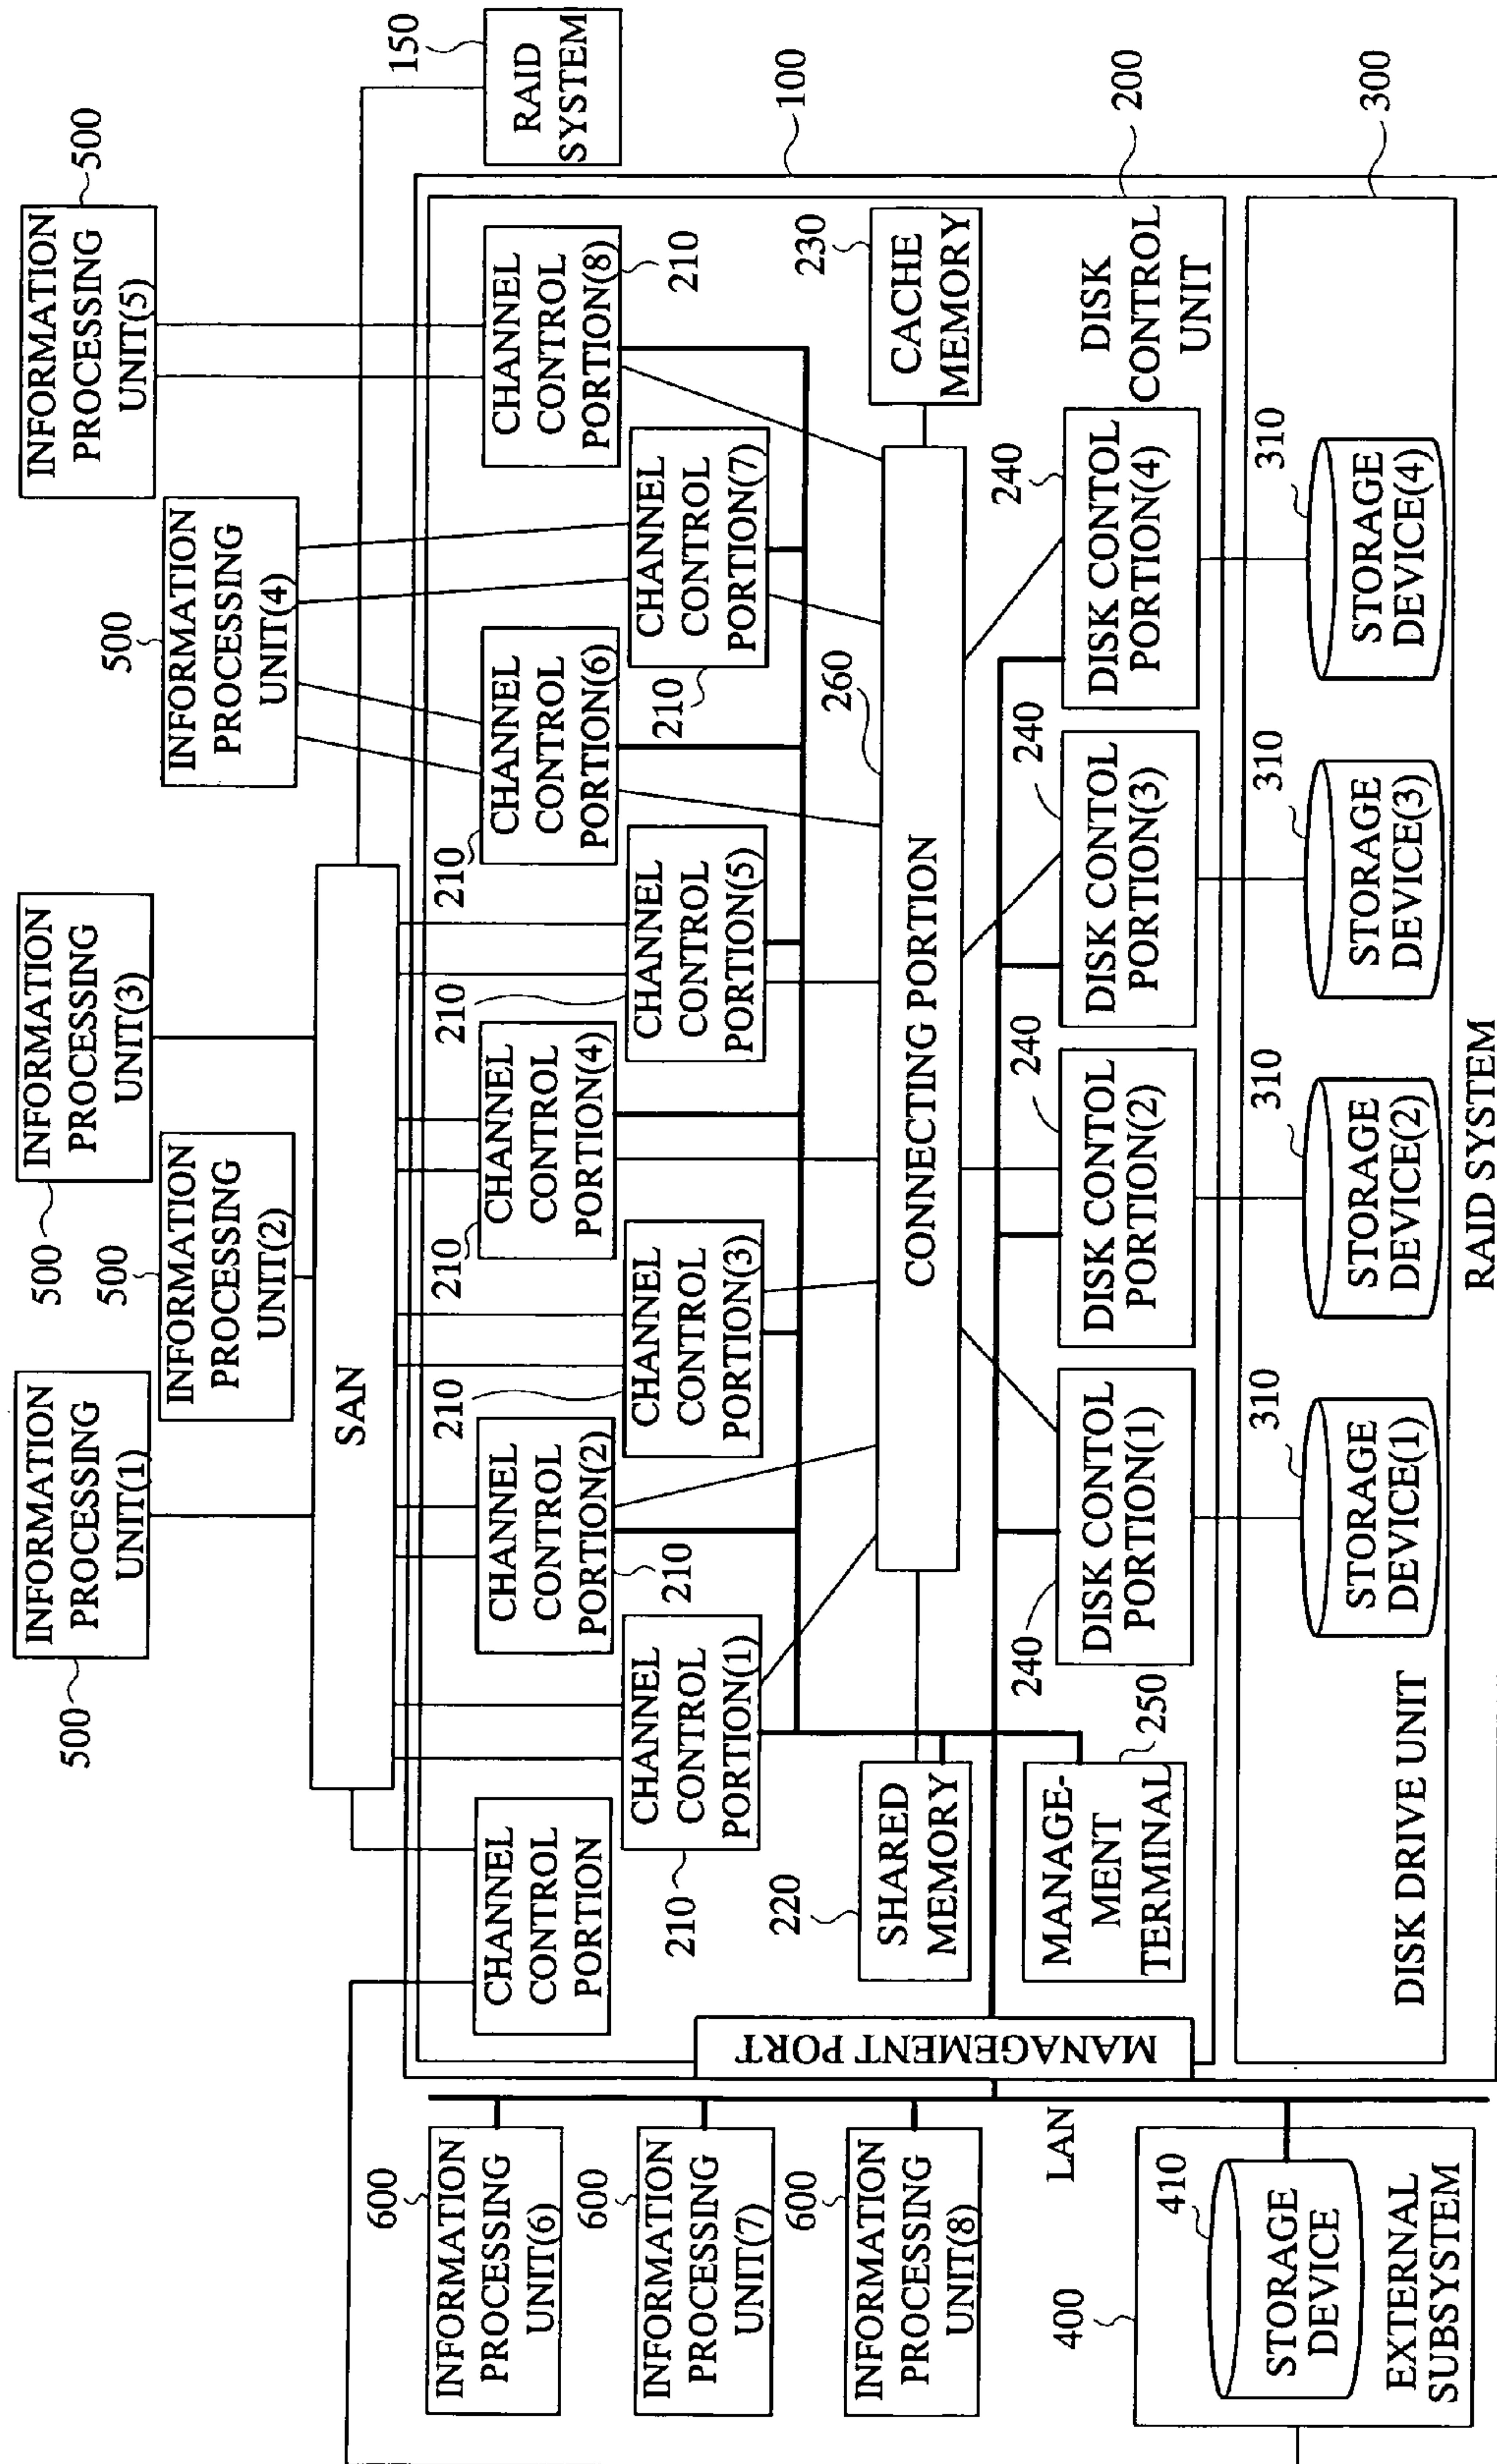 INFORMATION
PROCESSING
UNIT(1)
500
INFORMATION
PROCESSING
UNIT(2)
500
INFORMATION
PROCESSING
UNIT(3)
500
INFORMATION
PROCESSING
UNIT(4)
500
INFORMATION
PROCESSING
UNIT(5)
500
SAN
150
RAID
SYSTEM
100
200
300
CHANNEL
CONTROL
PORTION
CHANNEL
CONTROL
PORTION(1)
210
CHANNEL
CONTROL
PORTION(2)
210
CHANNEL
CONTROL
PORTION(3)
210
CHANNEL
CONTROL
PORTION(4)
210
CHANNEL
CONTROL
PORTION(5)
210
CHANNEL
CONTROL
PORTION(6)
210
CHANNEL
CONTROL
PORTION(7)
210
CHANNEL
CONTROL
PORTION(8)
210
220
SHARED
MEMORY
CONNECTING PORTION
260
230
CACHE
MEMORY
MANAGE-
MENT
TERMINAL
250
DISK CONTOL
PORTION(1)
240
DISK CONTOL
PORTION(2)
240
DISK CONTOL
PORTION(3)
240
DISK CONTOL
PORTION(4)
240
DISK
CONTROL
UNIT
MANAGEMENT PORT
STORAGE
DEVICE(1)
310
STORAGE
DEVICE(2)
310
STORAGE
DEVICE(3)
310
STORAGE
DEVICE(4)
310
DISK DRIVE UNIT
RAID SYSTEM
600
INFORMATION
PROCESSING
UNIT(6)
600
INFORMATION
PROCESSING
UNIT(7)
600
INFORMATION
PROCESSING
UNIT(8)
LAN
400
410
STORAGE
DEVICE
EXTERNAL
SUBSYSTEM